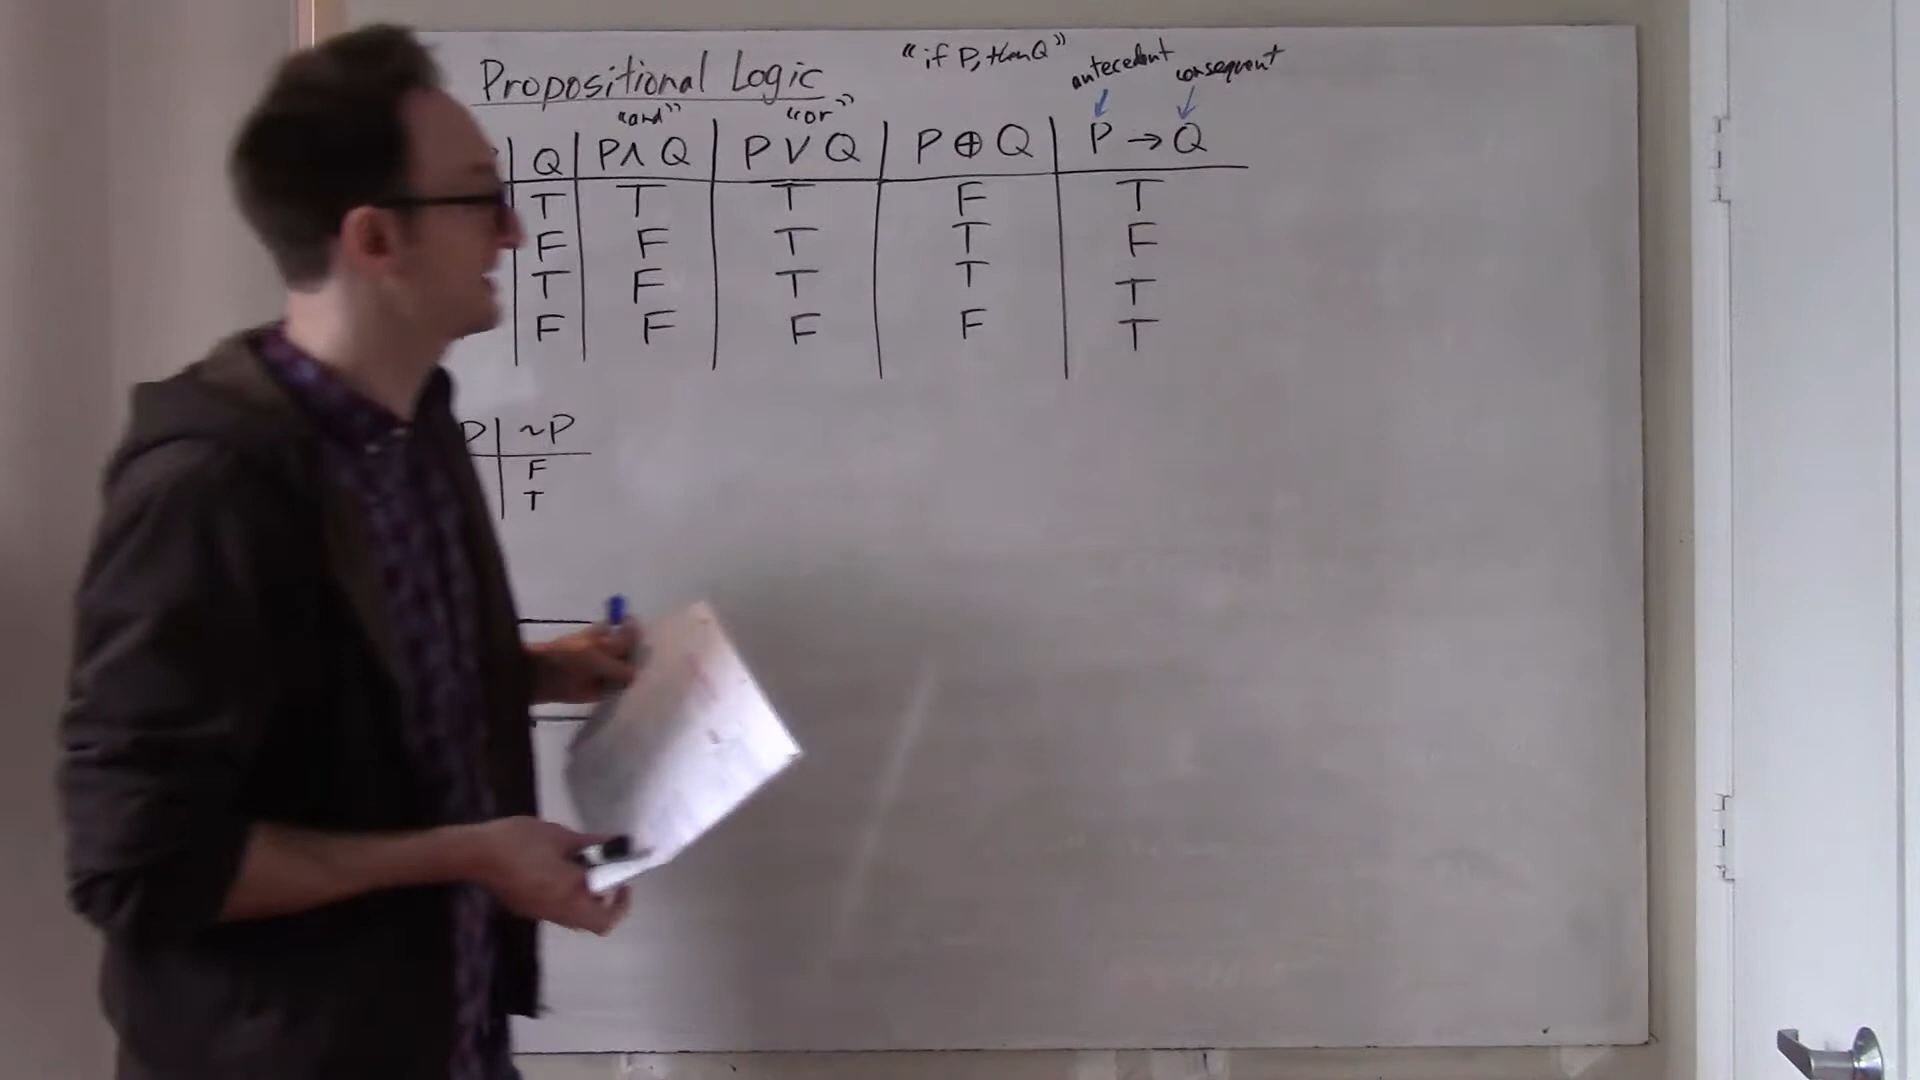 Propositional Logic
"if P, then Q"
antecedent consequent
"and" "or"
Q P∧Q P∨Q P⊕Q P→Q
T T T F T
F F T T F
T F T T T
F F F F T
P ~P
F
T